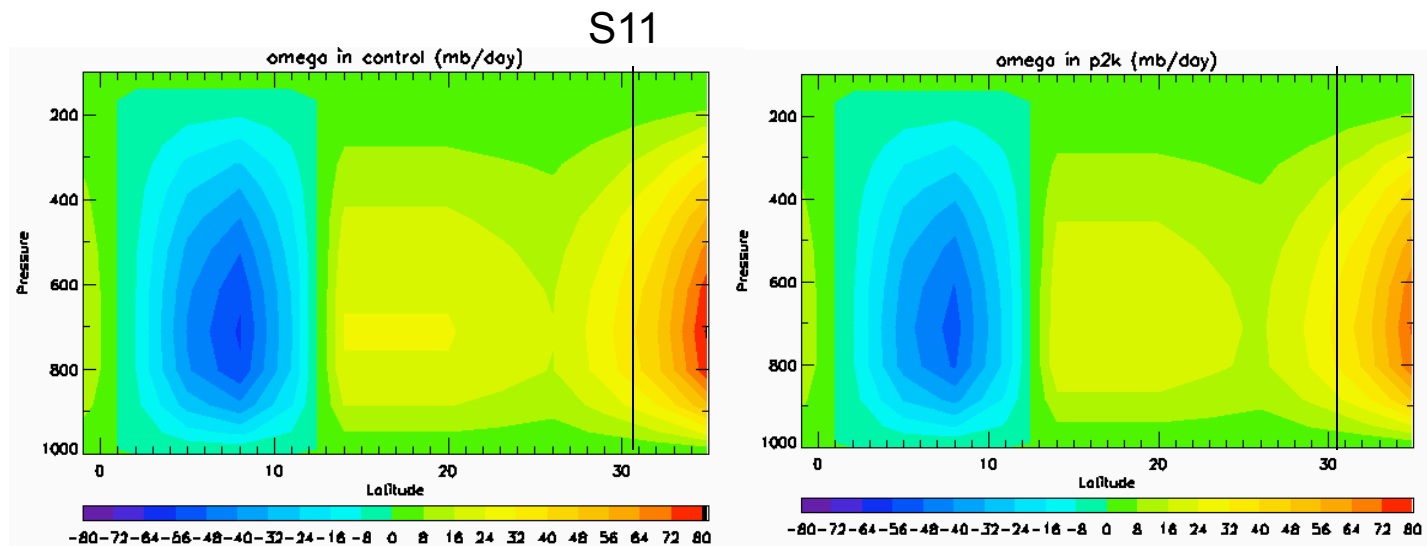 S11
omega in control (mb/day)
200
400
600
800
1000
Pressure
0 10 20 30
Latitude
-80-72-64-56-48-40-32-24-16 -8 0 8 16 24 32 40 48 56 64 72 80
omega in p2k (mb/day)
200
400
600
800
1000
Pressure
0 10 20 30
Latitude
-80-72-64-56-48-40-32-24-16 -8 0 8 16 24 32 40 48 56 64 72 80